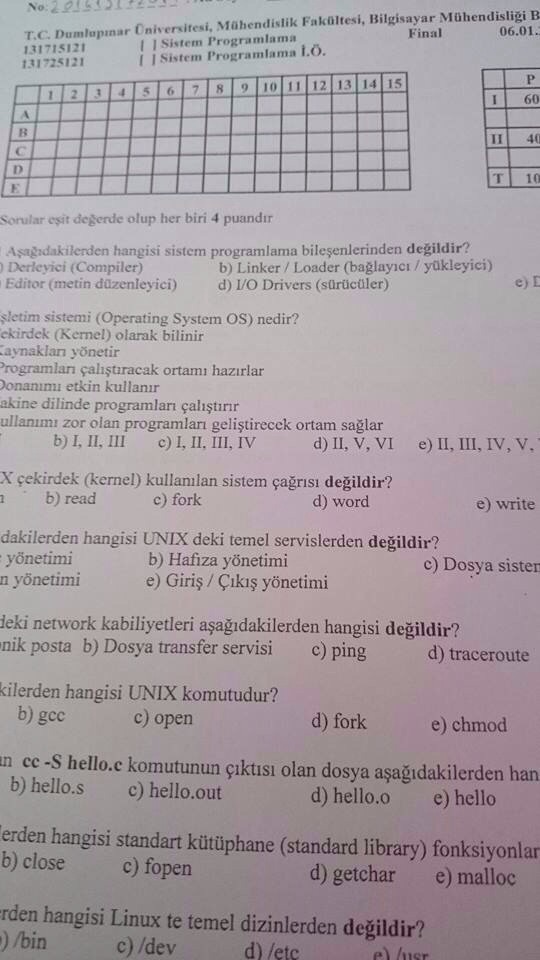 No:
T.C. Dumlupınar Üniversitesi, Mühendislik Fakültesi, Bilgisayar Mühendisliği B
131715121 [ ] Sistem Programlama Final 06.01.
131725121 [ ] Sistem Programlama İ.Ö.
1 2 3 4 5 6 7 8 9 10 11 12 13 14 15
A
B
C
D
E
P
I 60
II 40
T 10
Sorular eşit değerde olup her biri 4 puandır
Aşağıdakilerden hangisi sistem programlama bileşenlerinden değildir?
) Derleyici (Compiler) b) Linker / Loader (bağlayıcı / yükleyici)
Editor (metin düzenleyici) d) I/O Drivers (sürücüler) e)
şletim sistemi (Operating System OS) nedir?
ekirdek (Kernel) olarak bilinir
Kaynakları yönetir
Programları çalıştıracak ortamı hazırlar
Donanımı etkin kullanır
akine dilinde programları çalıştırır
ullanımı zor olan programları geliştirecek ortam sağlar
b) I, II, III c) I, II, III, IV d) II, V, VI e) II, III, IV, V,
X çekirdek (kernel) kullanılan sistem çağrısı değildir?
b) read c) fork d) word e) write
dakilerden hangisi UNIX deki temel servislerden değildir?
yönetimi b) Hafıza yönetimi c) Dosya sister
n yönetimi e) Giriş / Çıkış yönetimi
deki network kabiliyetleri aşağıdakilerden hangisi değildir?
onik posta b) Dosya transfer servisi c) ping d) traceroute
kilerden hangisi UNIX komutudur?
b) gcc c) open d) fork e) chmod
an cc -S hello.c komutunun çıktısı olan dosya aşağıdakilerden han
b) hello.s c) hello.out d) hello.o e) hello
lerden hangisi standart kütüphane (standard library) fonksiyonlar
b) close c) fopen d) getchar e) malloc
erden hangisi Linux te temel dizinlerden değildir?
) /bin c) /dev d) /etc e) /usr